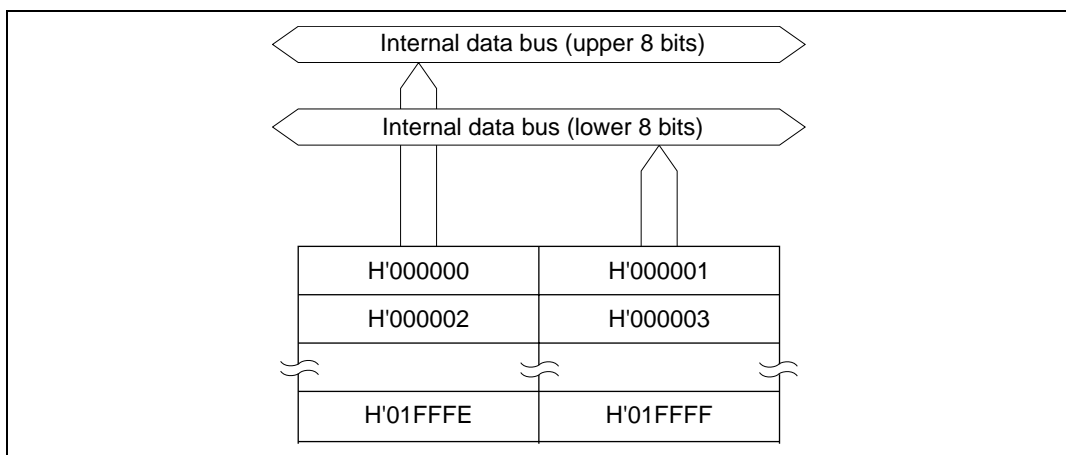 Internal data bus (upper 8 bits)
Internal data bus (lower 8 bits)
H'000000 H'000001
H'000002 H'000003
H'01FFFE H'01FFFF